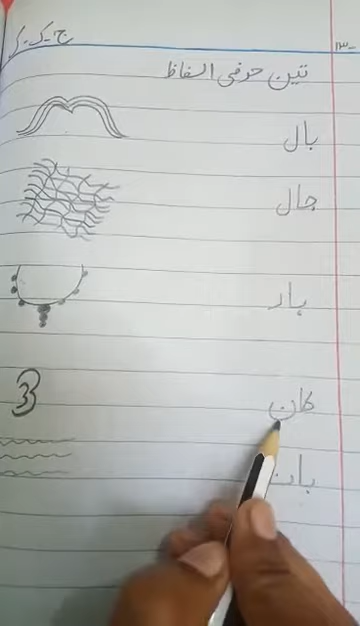 تین حرفی الفاظ
بال
جال
ہار
کان